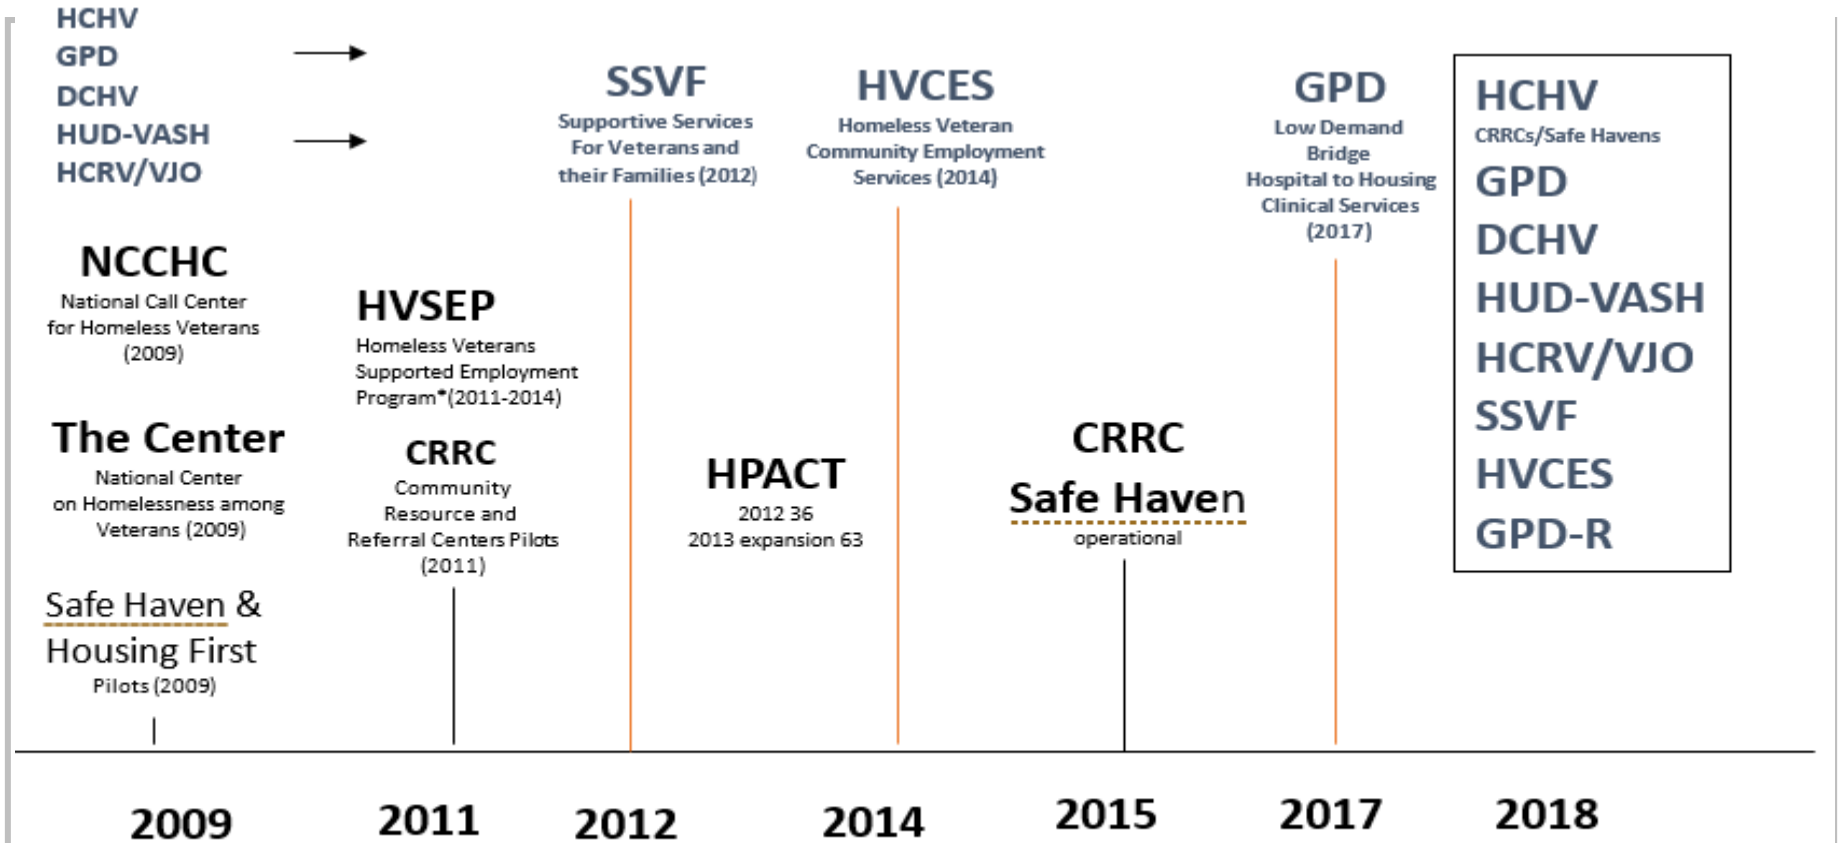 HCHV
GPD
DCHV
HUD-VASH
HCRV/VJO
NCCHC
National Call Center
for Homeless Veterans
(2009)
The Center
National Center
on Homelessness among
Veterans (2009)
Safe Haven &
Housing First
Pilots (2009)
HVSEP
Homeless Veterans
Supported Employment
Program*(2011-2014)
CRRC
Community
Resource and
Referral Centers Pilots
(2011)
SSVF
Supportive Services
For Veterans and
their Families (2012)
HPACT
2012 36
2013 expansion 63
HVCES
Homeless Veteran
Community Employment
Services (2014)
CRRC
Safe Haven
operational
GPD
Low Demand
Bridge
Hospital to Housing
Clinical Services
(2017)
HCHV
CRRCs/Safe Havens
GPD
DCHV
HUD-VASH
HCRV/VJO
SSVF
HVCES
GPD-R
2009
2011
2012
2014
2015
2017
2018